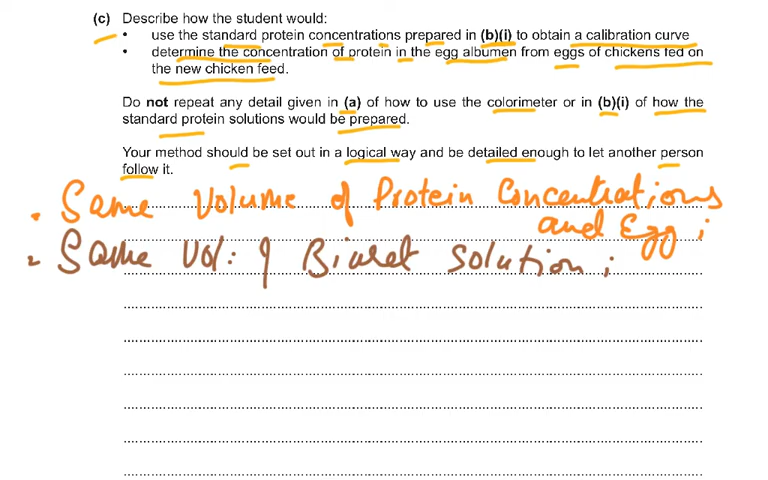 (c) Describe how the student would:
• use the standard protein concentrations prepared in (b)(i) to obtain a calibration curve
• determine the concentration of protein in the egg albumen from eggs of chickens fed on
the new chicken feed.
Do not repeat any detail given in (a) of how to use the colorimeter or in (b)(i) of how the
standard protein solutions would be prepared.
Your method should be set out in a logical way and be detailed enough to let another person
follow it.
. Same Volume of Protein Concentrations
and Egg ;
2 Same Vol: of Biuret Solution ;